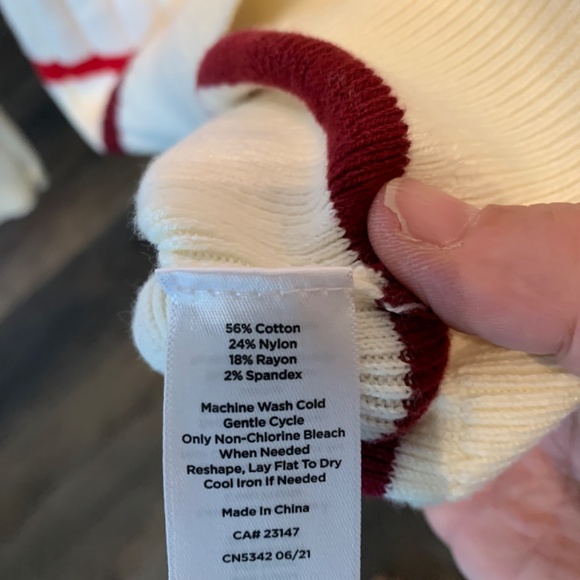 56% Cotton
24% Nylon
18% Rayon
2% Spandex
Machine Wash Cold
Gentle Cycle
Only Non-Chlorine Bleach
When Needed
Reshape, Lay Flat To Dry
Cool Iron If Needed
Made in China
CA# 23147
CN5342 06/21